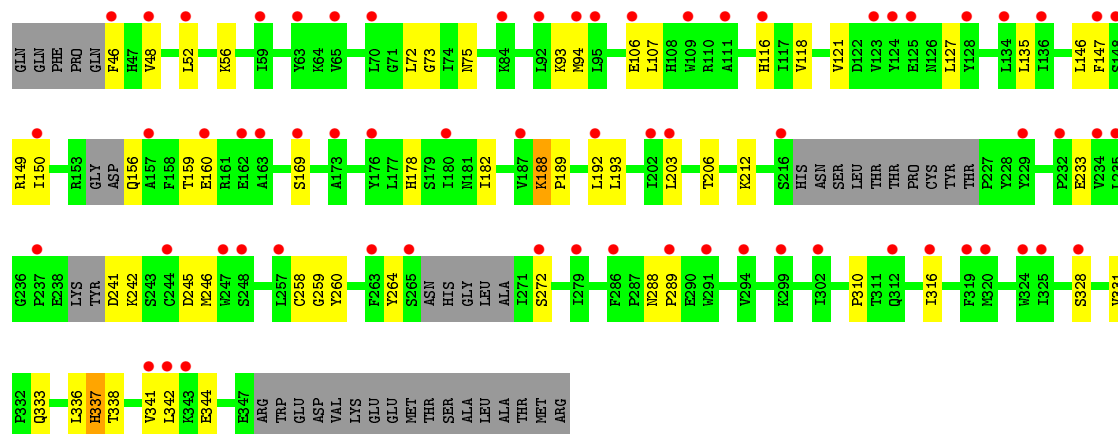 GLN GLN PHE PRO GLN F46 H47 V48 L52 K56 I59 Y63 K64 V65 L70 G71 L72 G73 I74 N75 K84 L92 K93 M94 L95 E106 L107 H108 W109 R110 A111 H116 I117 V118 V121 D122 V123 Y124 E125 N126 L127 Y128 L134 L135 I136 L146 F147 S148
R149 I150 R153 GLY ASP Q156 A157 F158 T159 E160 R161 E162 A163 S169 A173 Y176 L177 H178 S179 I180 N181 I182 V187 K188 P189 L192 L193 I202 L203 T206 K212 S216 HIS ASN SER LEU THR THR PRO CYS TYR THR P227 Y228 Y229 P232 E233 V234 L235
G236 P237 E238 LYS TYR D241 K242 S243 C244 D245 M246 W247 S248 L257 C258 G259 Y260 F263 Y264 S265 ASN HIS GLY LEU ALA I271 S272 I279 F286 P287 N288 P289 E290 W291 V294 K299 I302 P310 T311 Q312 I316 F319 M320 W324 I325 S328 V331
P332 Q333 L336 H337 T338 V341 L342 K343 E344 E347 ARG TRP GLU ASP VAL LYS GLU GLU MET THR SER ALA LEU ALA THR MET ARG